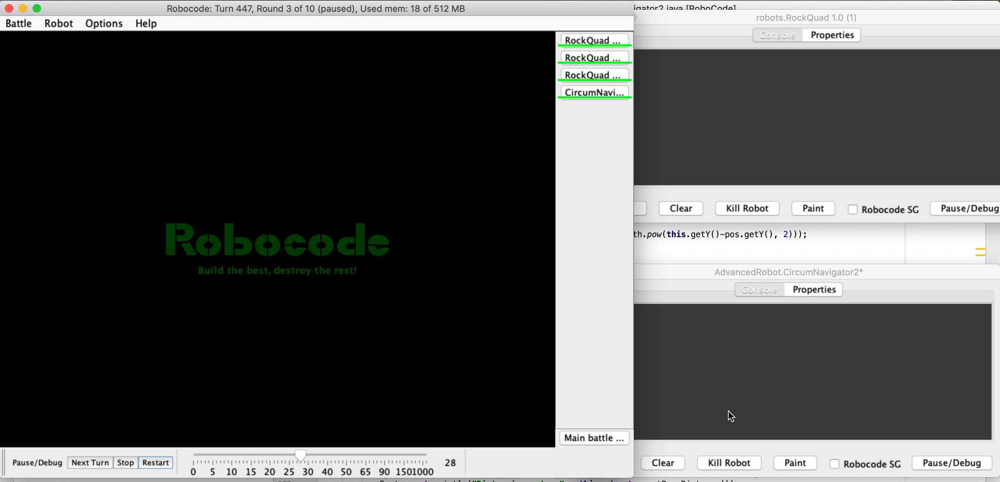 Robocode: Turn 447, Round 3 of 10 (paused), Used mem: 18 of 512 MB
Battle Robot Options Help
RockQuad ...
RockQuad ...
RockQuad ...
CircumNavi...
Robocode
Build the best, destroy the rest!
Main battle ...
Pause/Debug Next Turn Stop Restart
0 5 10 15 20 25 30 40 50 65 90 150 1000
28
igator2.java [RoboCode]
robots.RockQuad 1.0 (1)
Console Properties
Clear Kill Robot Paint Robocode SG Pause/Debug
th.pow(this.getY()-pos.getY(), 2)));
AdvancedRobot.CircumNavigator2*
Console Properties
Clear Kill Robot Paint Robocode SG Pause/Debug